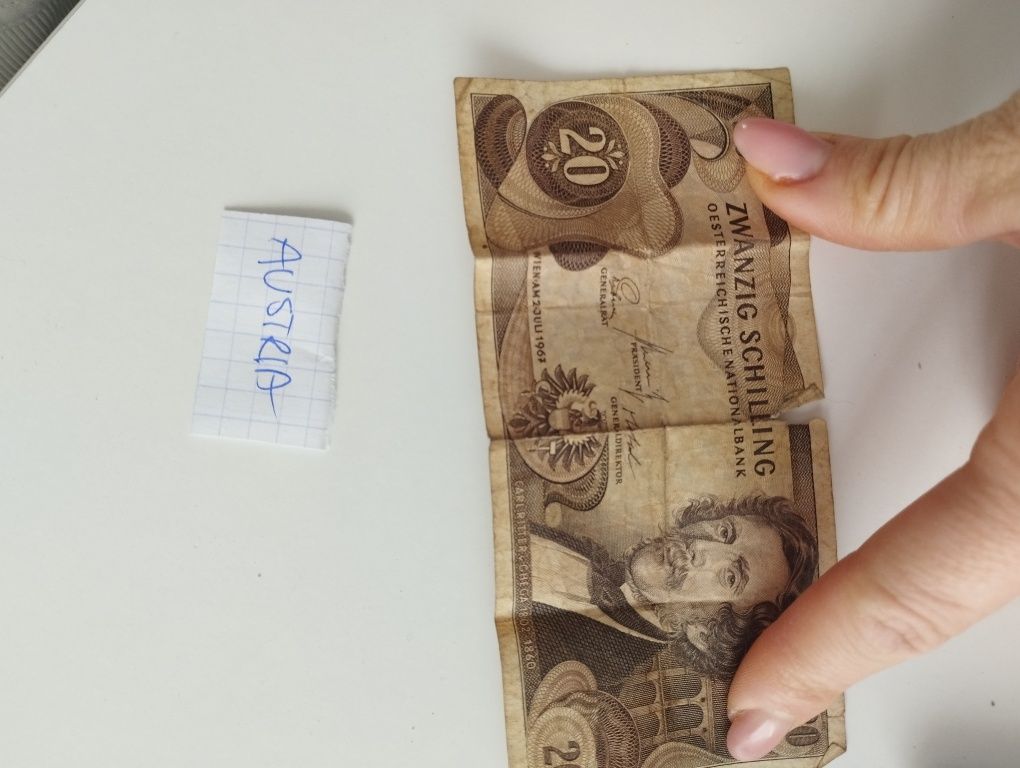 AUSTRIA
ZWANZIG SCHILLING
OESTERREICHISCHE NATIONALBANK
20
GENERALRAT
PRÄSIDENT
GENERALDIREKTOR
WIEN·AM 2·JULI 1967
CARL RITTER V. GHEGA 1802-1860